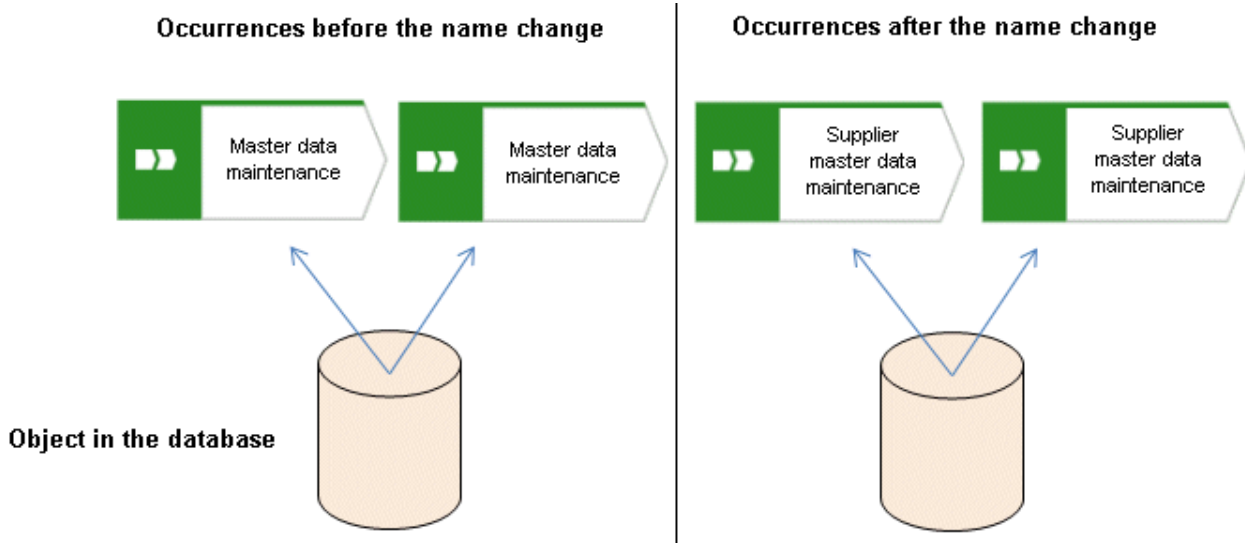 Occurrences before the name change
Occurrences after the name change
Master data
maintenance
Master data
maintenance
Supplier
master data
maintenance
Supplier
master data
maintenance
Object in the database